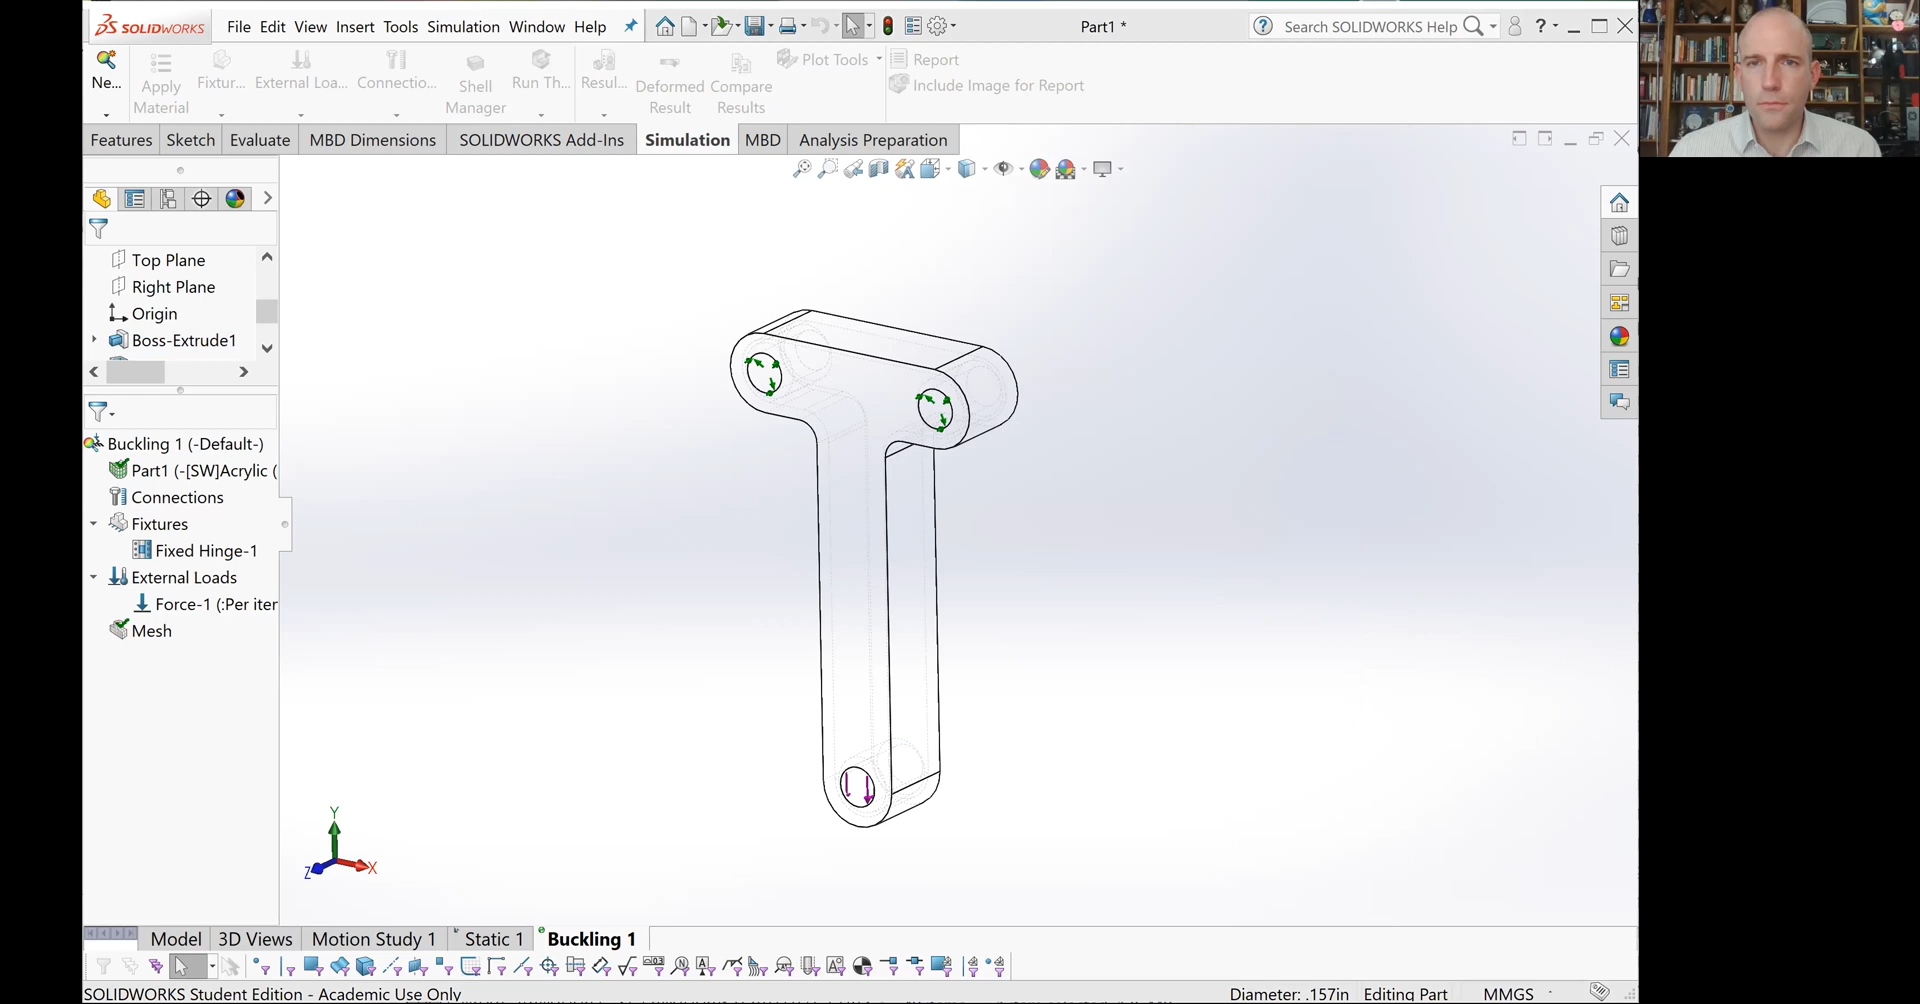 SOLIDWORKS File Edit View Insert Tools Simulation Window Help Part1 * Search SOLIDWORKS Help ?
Ne... Apply Material Fixtur... External Loa... Connectio... Shell Manager Run Th... Resul... Deformed Result Compare Results Plot Tools Report
Include Image for Report
Features Sketch Evaluate MBD Dimensions SOLIDWORKS Add-Ins Simulation MBD Analysis Preparation
Top Plane
Right Plane
Origin
Boss-Extrude1
Buckling 1 (-Default-)
Part1 (-[SW]Acrylic (
Connections
Fixtures
Fixed Hinge-1
External Loads
Force-1 (:Per iter
Mesh
Y
Z X
Model 3D Views Motion Study 1 Static 1 Buckling 1
SOLIDWORKS Student Edition - Academic Use Only Diameter: .157in Editing Part MMGS